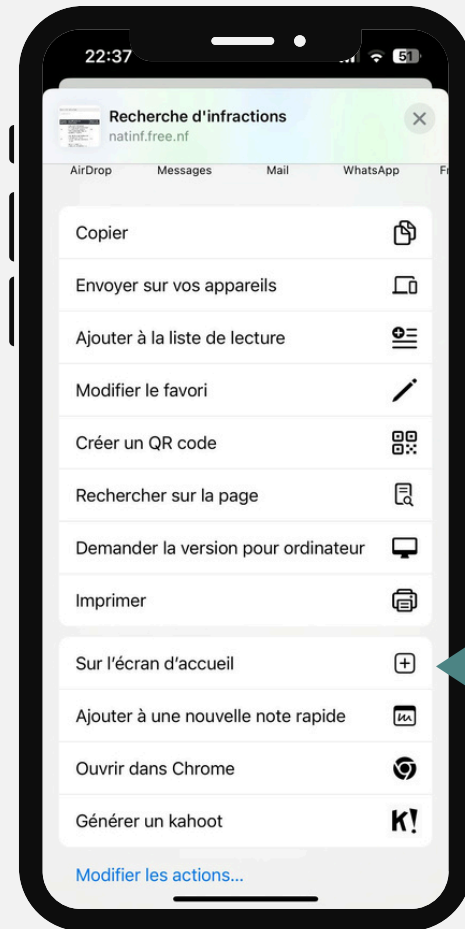 22:37
51
Recherche d'infractions
natinf.free.nf
AirDrop Messages Mail WhatsApp
Copier
Envoyer sur vos appareils
Ajouter à la liste de lecture
Modifier le favori
Créer un QR code
Rechercher sur la page
Demander la version pour ordinateur
Imprimer
Sur l'écran d'accueil
Ajouter à une nouvelle note rapide
Ouvrir dans Chrome
Générer un kahoot
K!
Modifier les actions...